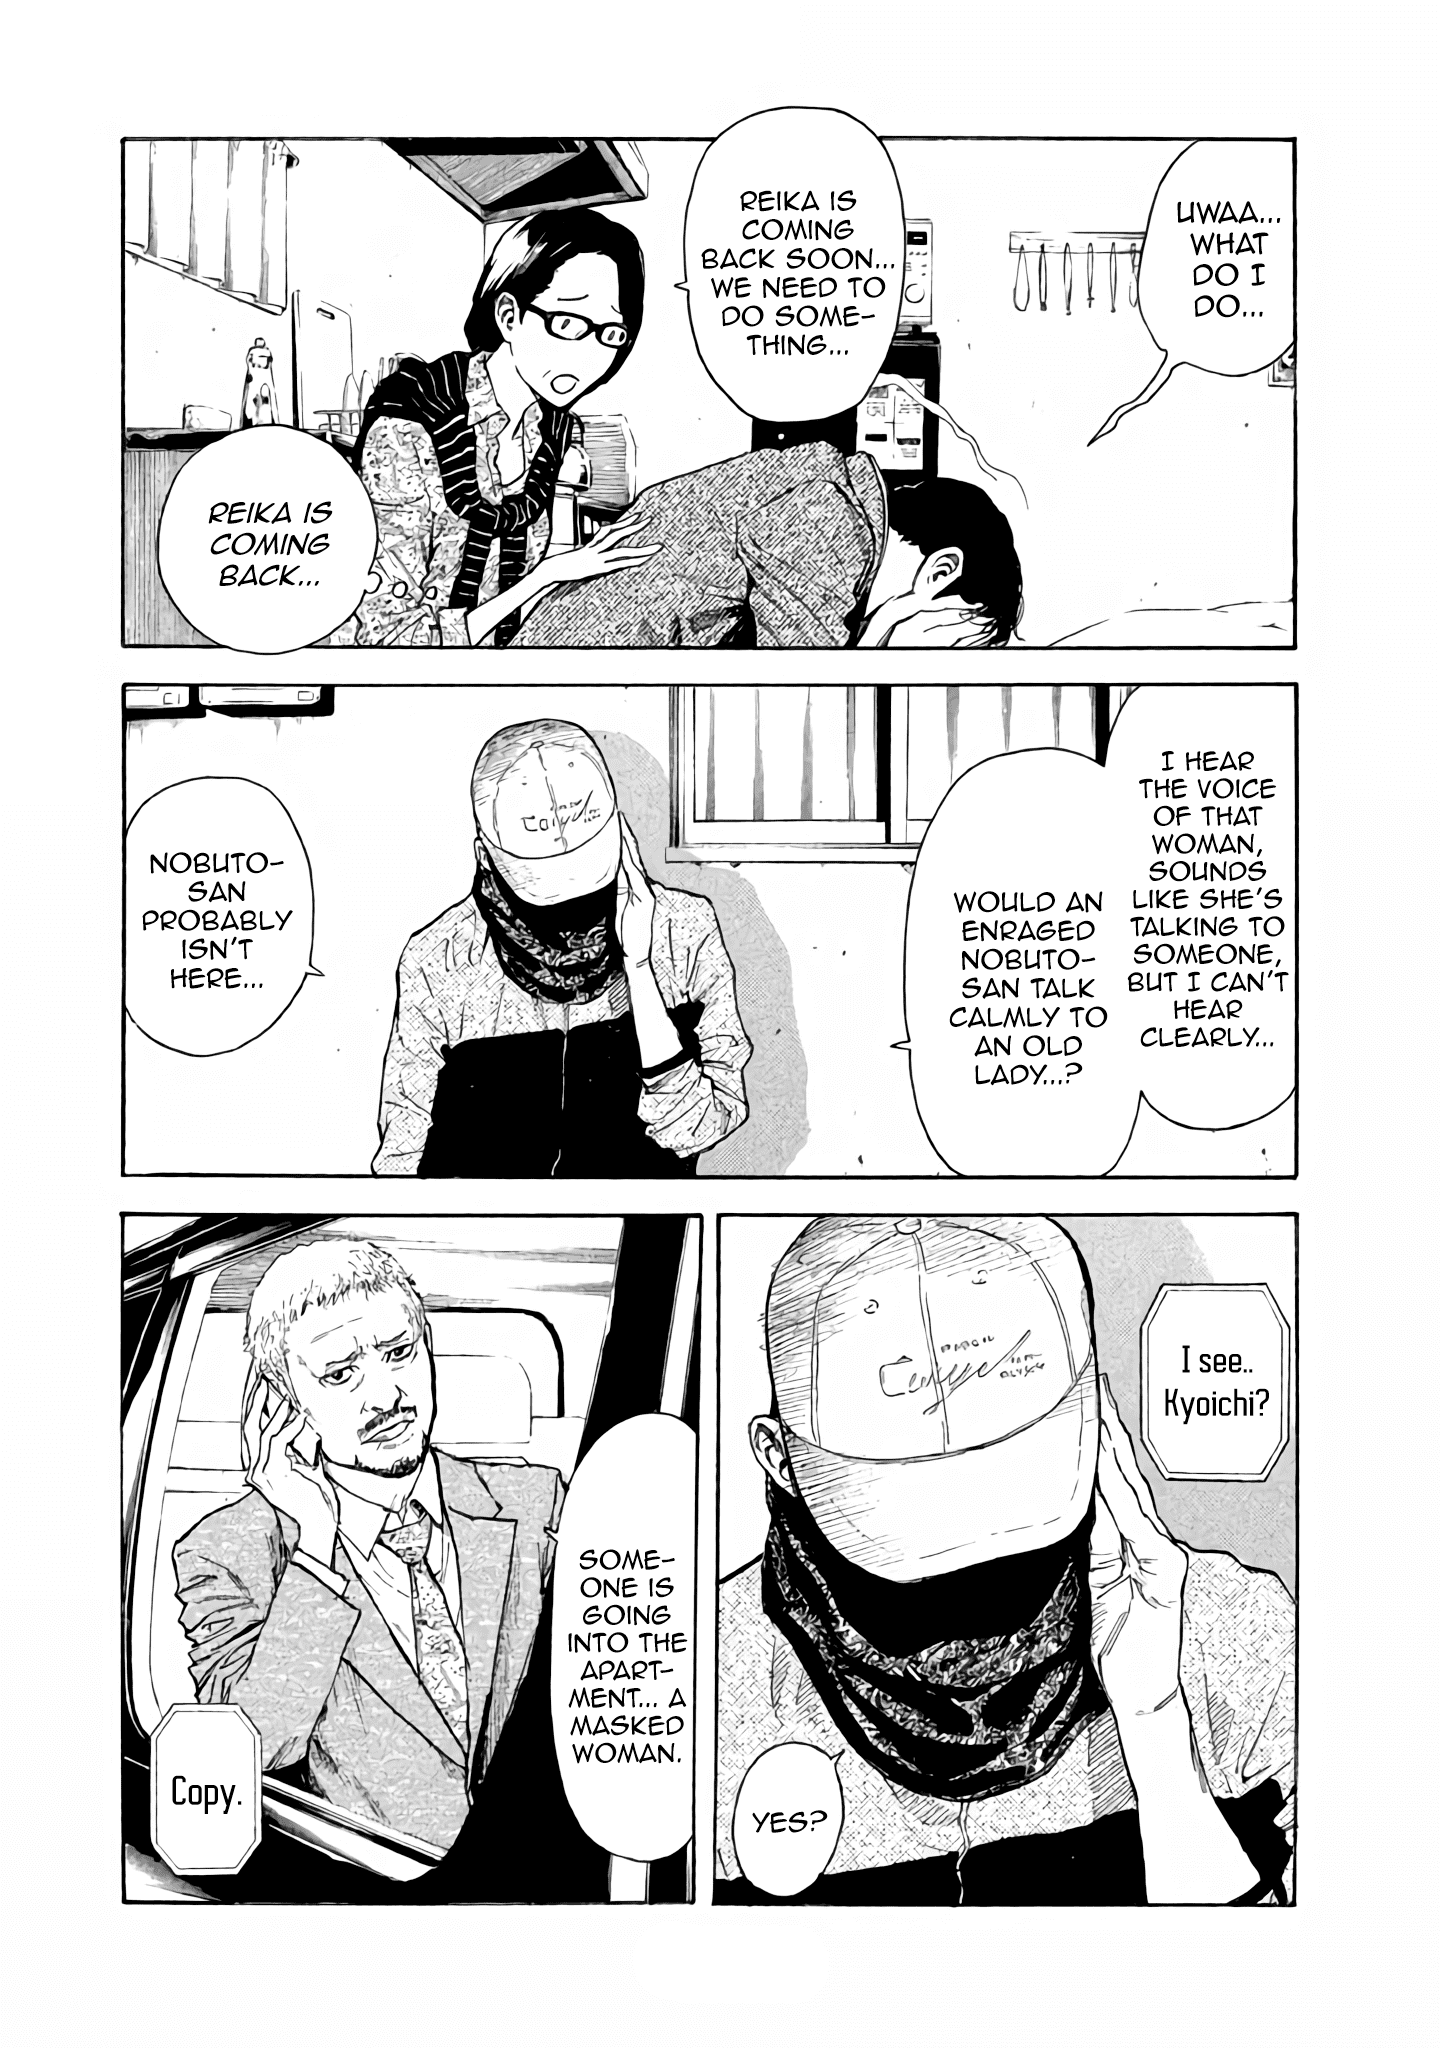 UWAA...
WHAT
DO I
DO...
REIKA IS
COMING
BACK SOON...
WE NEED TO
DO SOME-
THING...
REIKA IS
COMING
BACK...
I HEAR
THE VOICE
OF THAT
WOMAN,
SOUNDS
LIKE SHE'S
TALKING TO
SOMEONE,
BUT I CAN'T
HEAR
CLEARLY...
WOULD AN
ENRAGED
NOBUTO-
SAN TALK
CALMLY TO
AN OLD
LADY...?
NOBUTO-
SAN
PROBABLY
ISN'T
HERE...
I see..
Kyoichi?
YES?
SOME-
ONE IS
GOING
INTO THE
APART-
MENT... A
MASKED
WOMAN.
Copy.